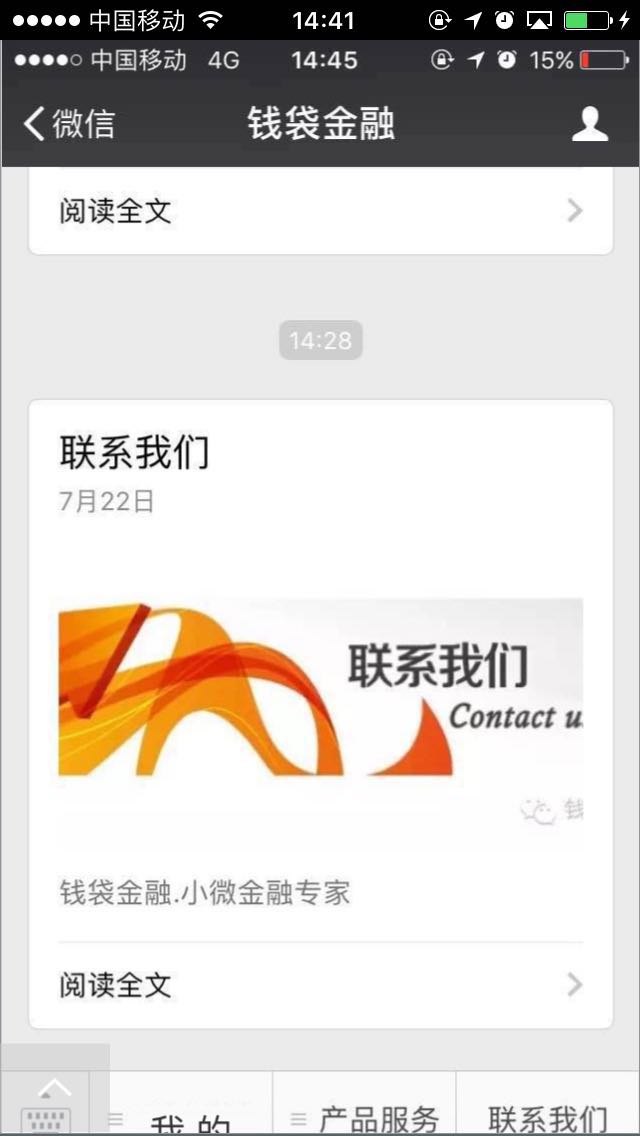 中国移动 14:41
中国移动 4G 14:45 15%
微信 钱袋金融
阅读全文
14:28
联系我们
7月22日
联系我们
Contact u
钱
钱袋金融.小微金融专家
阅读全文
我的 产品服务 联系我们